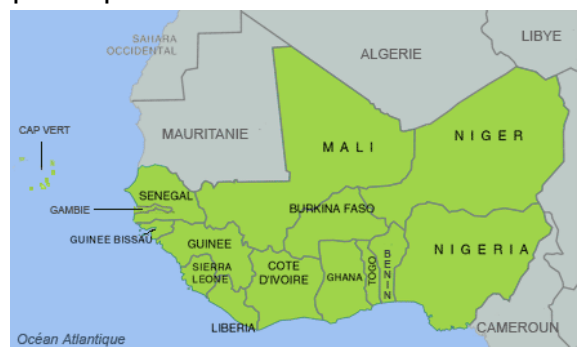 SAHARA
OCCIDENTAL
ALGERIE
LIBYE
MAURITANIE
MALI
NIGER
CAP VERT
SENEGAL
GAMBIE
BURKINA FASO
GUINEE BISSAU
GUINEE
SIERRA
LEONE
COTE
D'IVOIRE
GHANA
TOGO
BENIN
NIGERIA
LIBERIA
CAMEROUN
Océan Atlantique